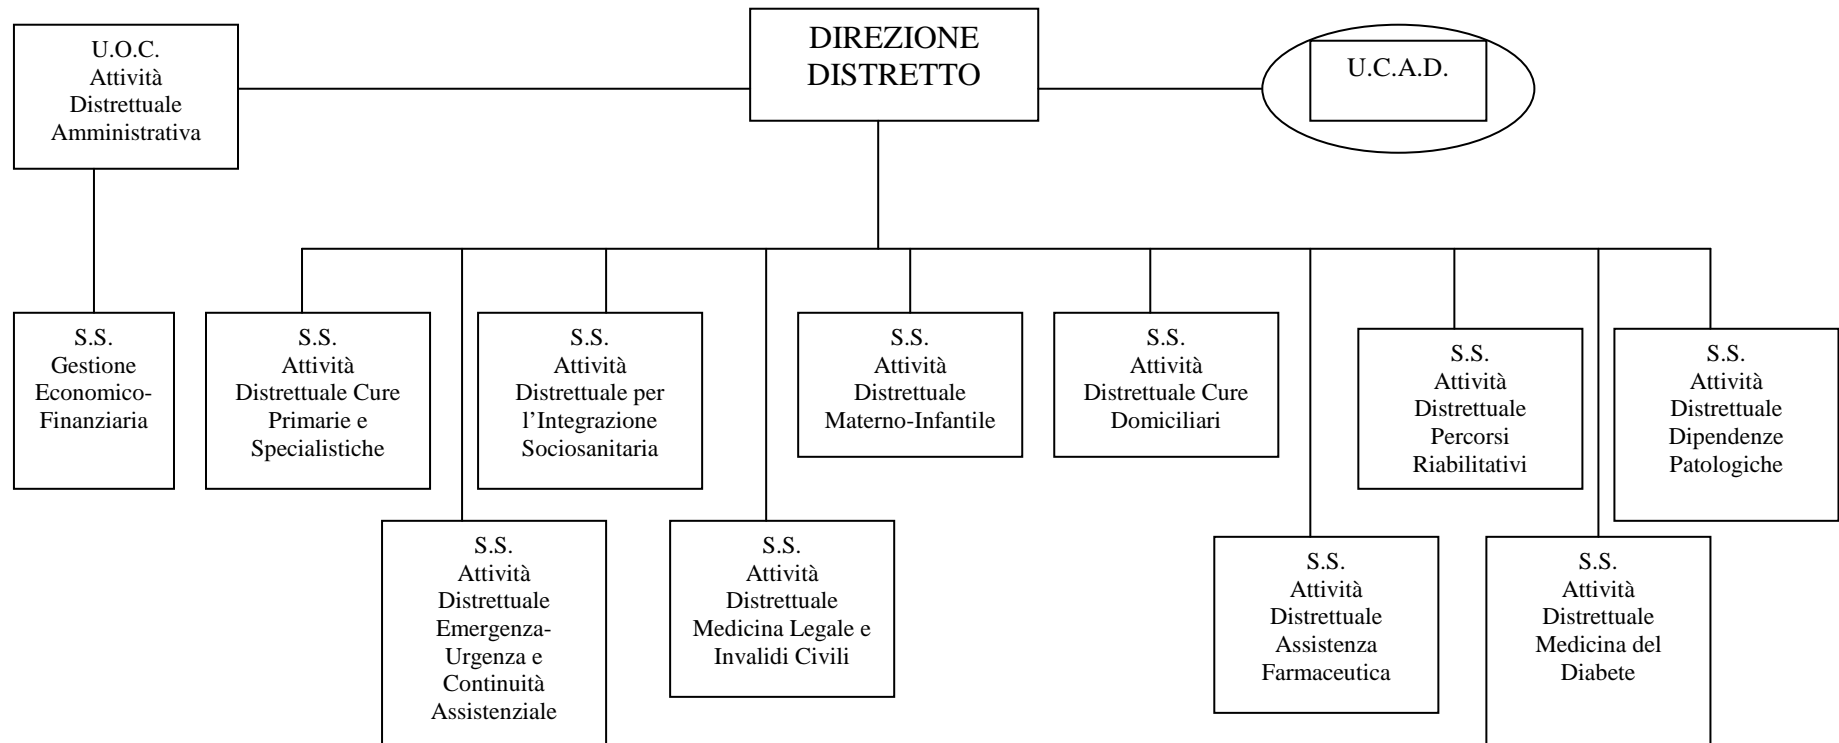 U.O.C.
Attività
Distrettuale
Amministrativa
DIREZIONE
DISTRETTO
U.C.A.D.
S.S.
Gestione
Economico-
Finanziaria
S.S.
Attività
Distrettuale Cure
Primarie e
Specialistiche
S.S.
Attività
Distrettuale per
l’Integrazione
Sociosanitaria
S.S.
Attività
Distrettuale
Materno-Infantile
S.S.
Attività
Distrettuale Cure
Domiciliari
S.S.
Attività
Distrettuale
Percorsi
Riabilitativi
S.S.
Attività
Distrettuale
Dipendenze
Patologiche
S.S.
Attività
Distrettuale
Emergenza-
Urgenza e
Continuità
Assistenziale
S.S.
Attività
Distrettuale
Medicina Legale e
Invalidi Civili
S.S.
Attività
Distrettuale
Assistenza
Farmaceutica
S.S.
Attività
Distrettuale
Medicina del
Diabete